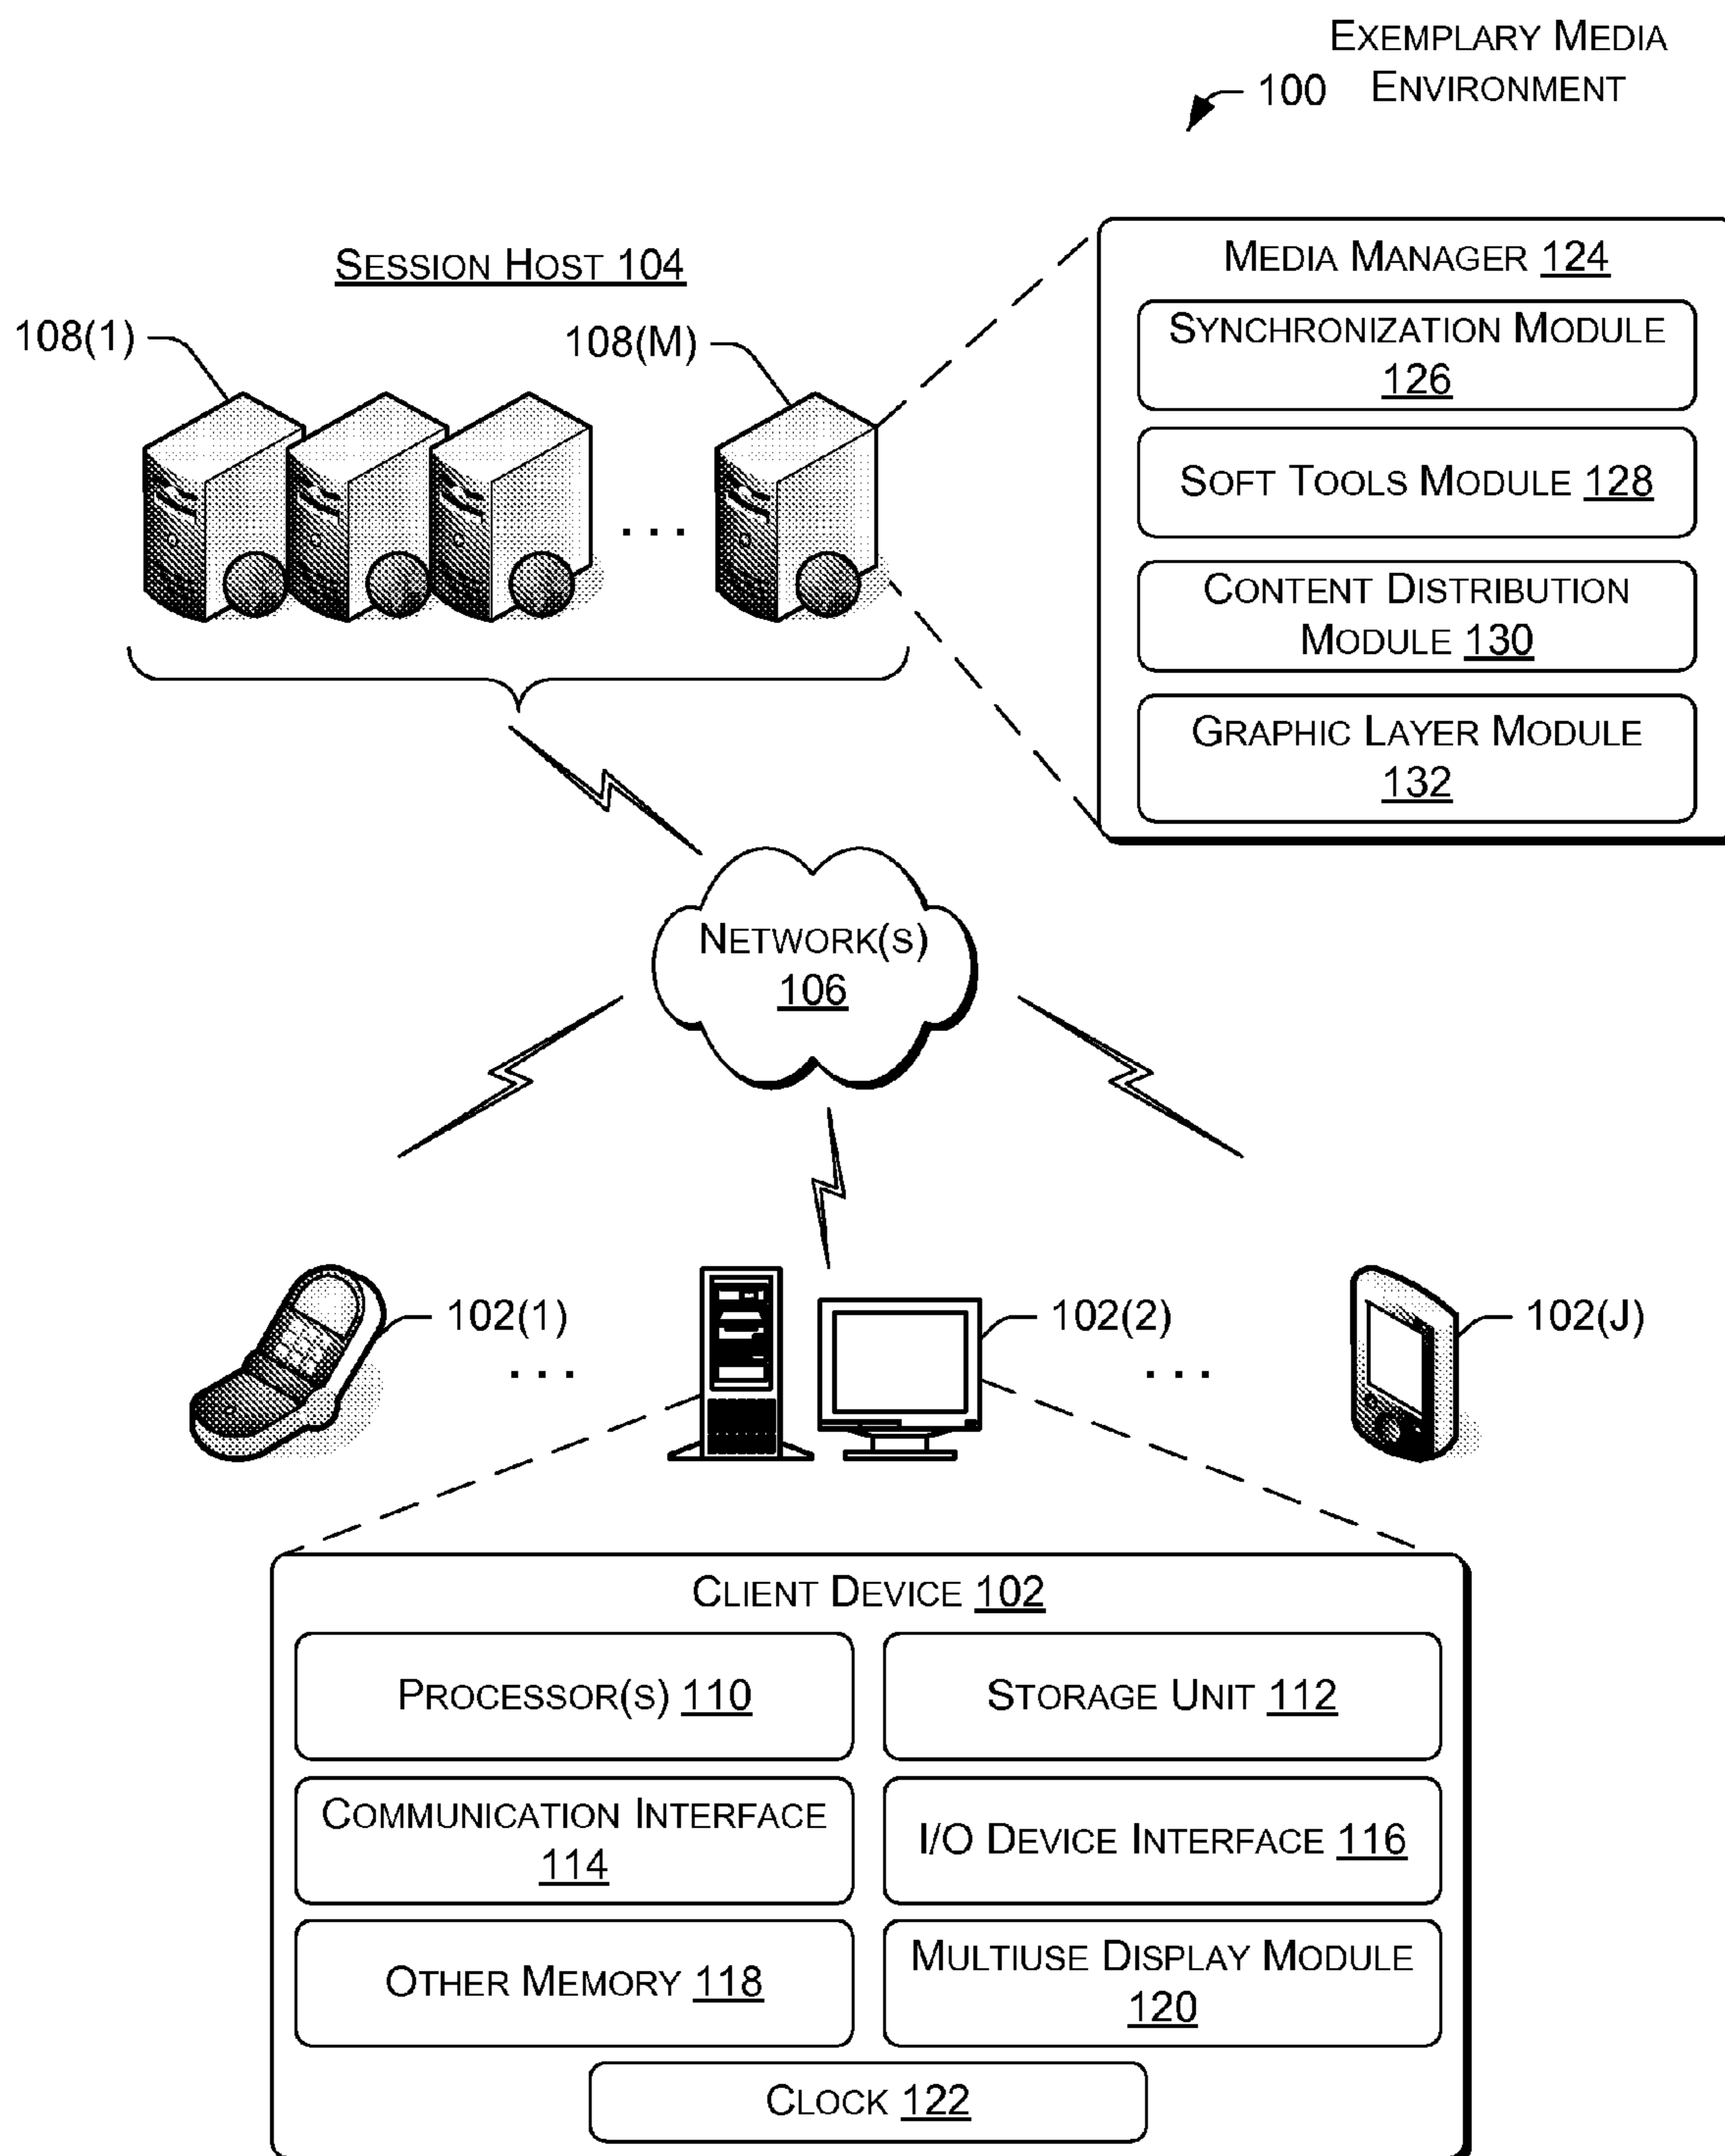 EXEMPLARY MEDIA
100 ENVIRONMENT
SESSION HOST 104
108(1)
108(M)
MEDIA MANAGER 124
SYNCHRONIZATION MODULE
126
SOFT TOOLS MODULE 128
CONTENT DISTRIBUTION
MODULE 130
GRAPHIC LAYER MODULE
132
NETWORK(S)
106
102(1)
...
102(2)
...
102(J)
CLIENT DEVICE 102
PROCESSOR(S) 110
STORAGE UNIT 112
COMMUNICATION INTERFACE
114
I/O DEVICE INTERFACE 116
OTHER MEMORY 118
MULTIUSE DISPLAY MODULE
120
CLOCK 122